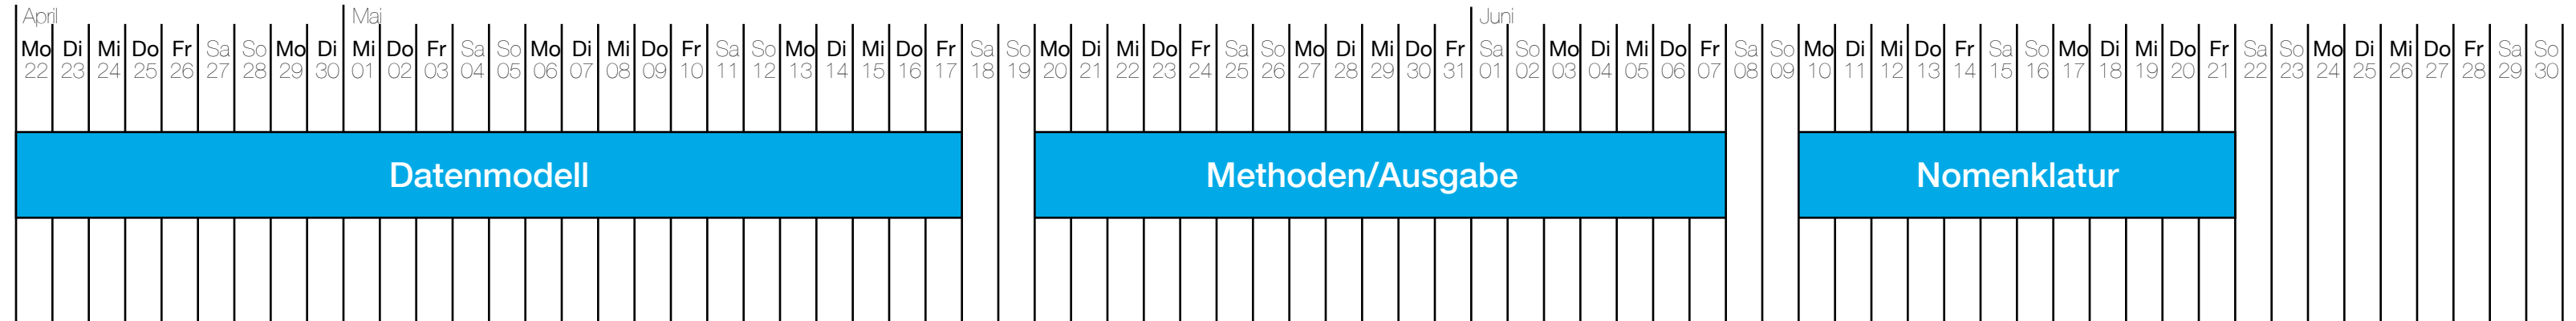 April Mai Juni
Mo Di Mi Do Fr Sa So Mo Di Mi Do Fr Sa So Mo Di Mi Do Fr Sa So Mo Di Mi Do Fr Sa So Mo Di Mi Do Fr Sa So Mo Di Mi Do Fr Sa So Mo Di Mi Do Fr Sa So Mo Di Mi Do Fr Sa So Mo Di Mi Do Fr Sa So Mo Di Mi Do Fr Sa So
22 23 24 25 26 27 28 29 30 01 02 03 04 05 06 07 08 09 10 11 12 13 14 15 16 17 18 19 20 21 22 23 24 25 26 27 28 29 30 31 01 02 03 04 05 06 07 08 09 10 11 12 13 14 15 16 17 18 19 20 21 22 23 24 25 26 27 28 29 30
Datenmodell Methoden/Ausgabe Nomenklatur